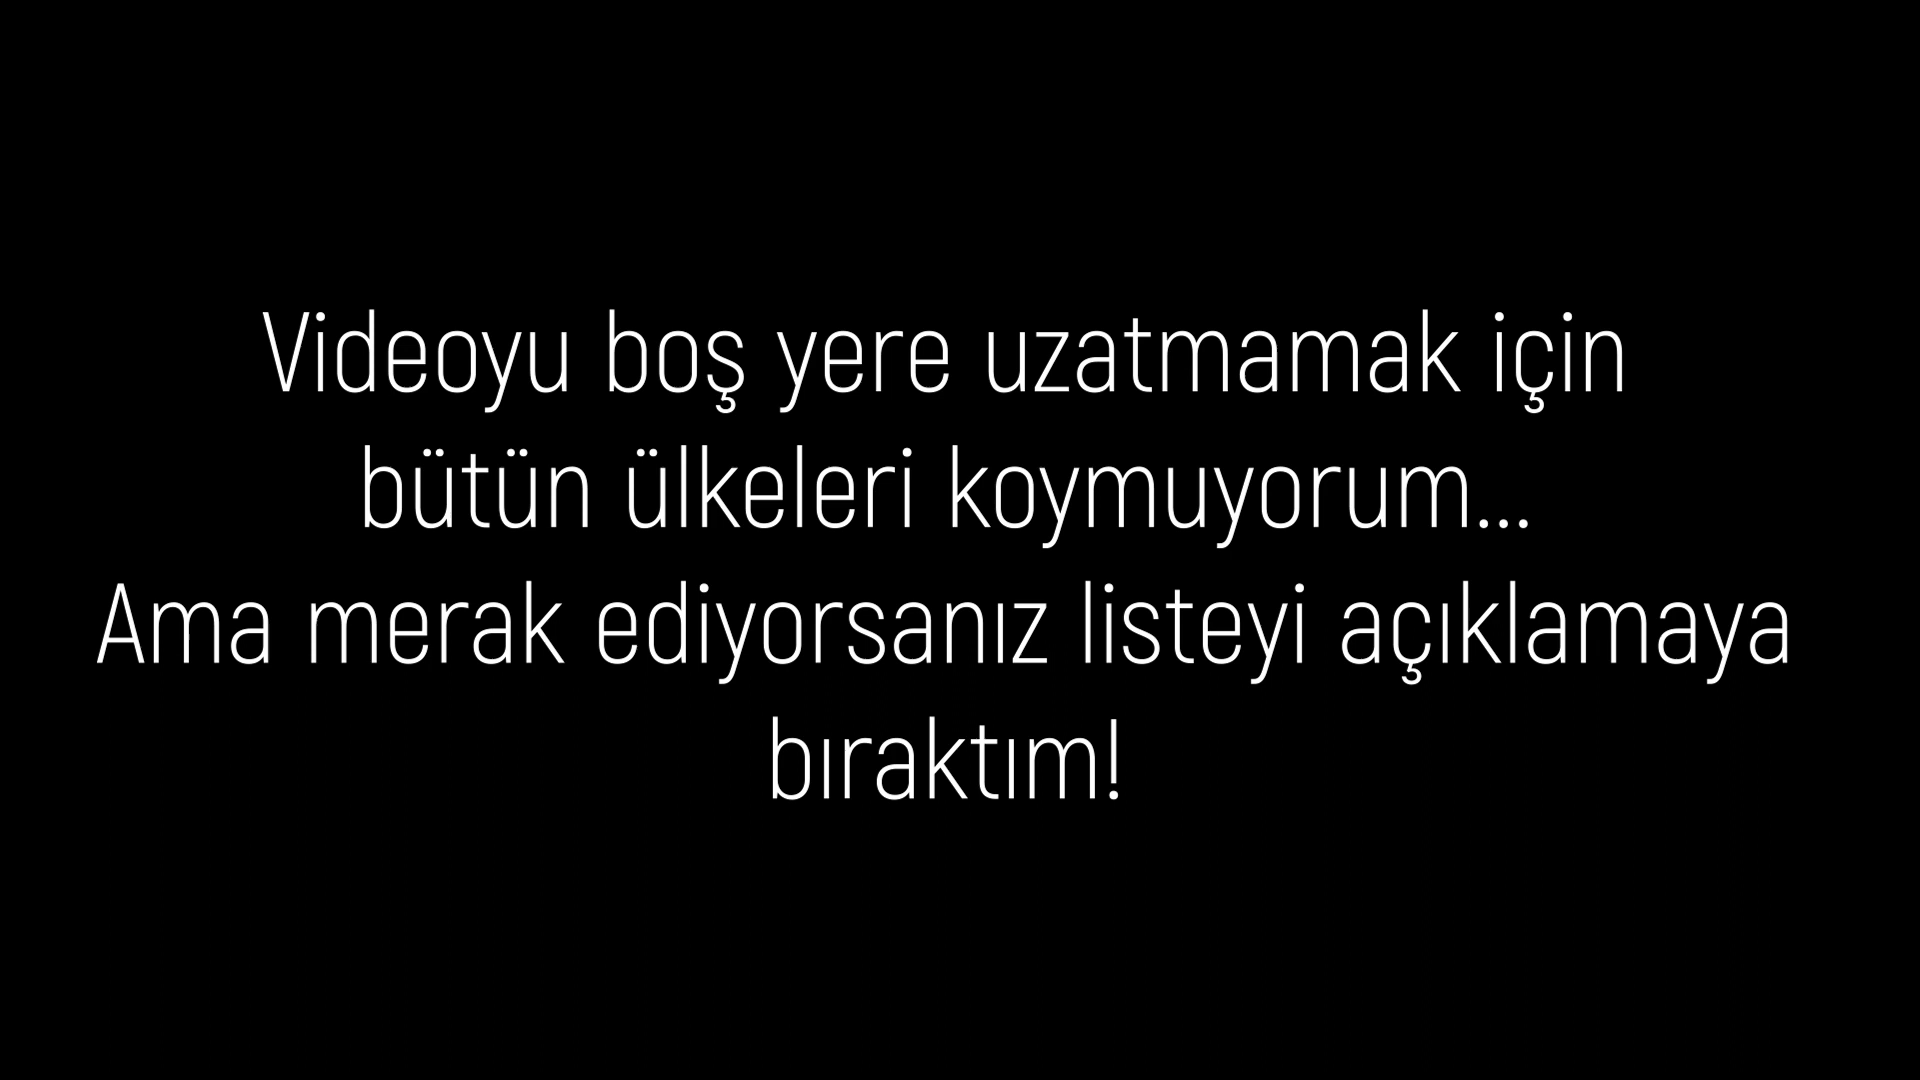 Videoyu boş yere uzatmamak için
bütün ülkeleri koymuyorum...
Ama merak ediyorsanız listeyi açıklamaya
bıraktım!